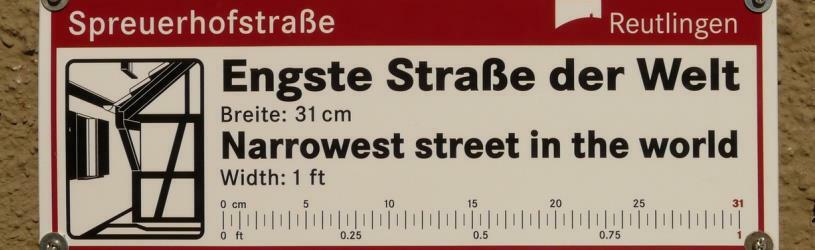 Spreuerhofstraße Reutlingen
Engste Straße der Welt
Breite: 31 cm
Narrowest street in the world
Width: 1 ft
0 cm 5 10 15 20 25 31
0 ft 0.25 0.5 0.75 1